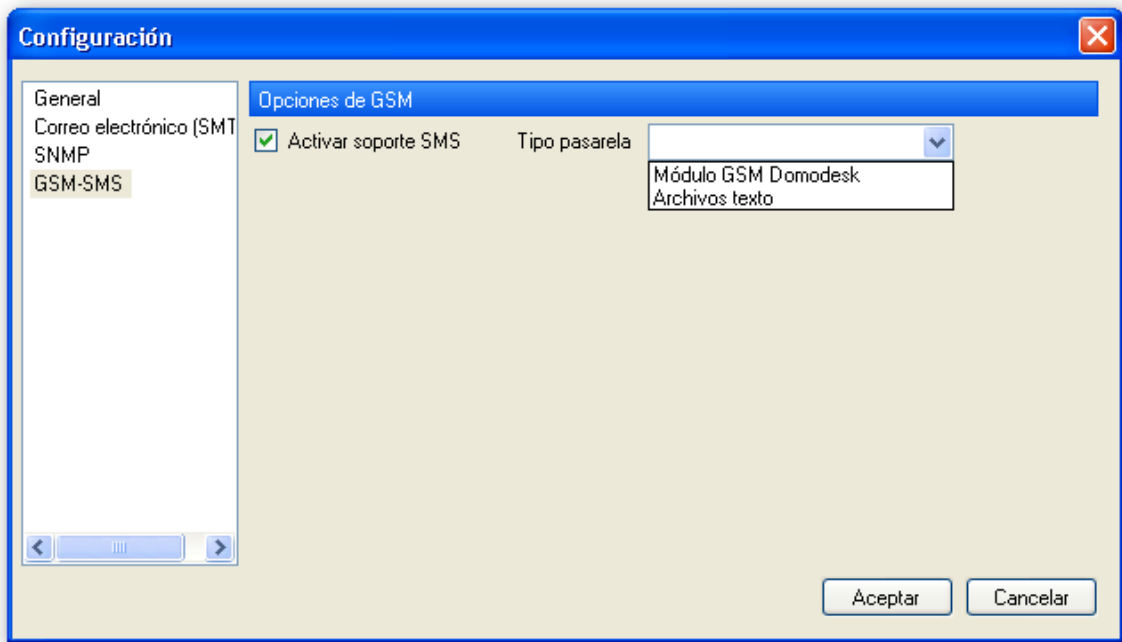 Configuración
General
Correo electrónico (SMT
SNMP
GSM-SMS
Opciones de GSM
Activar soporte SMS
Tipo pasarela
Módulo GSM Domodesk
Archivos texto
Aceptar
Cancelar